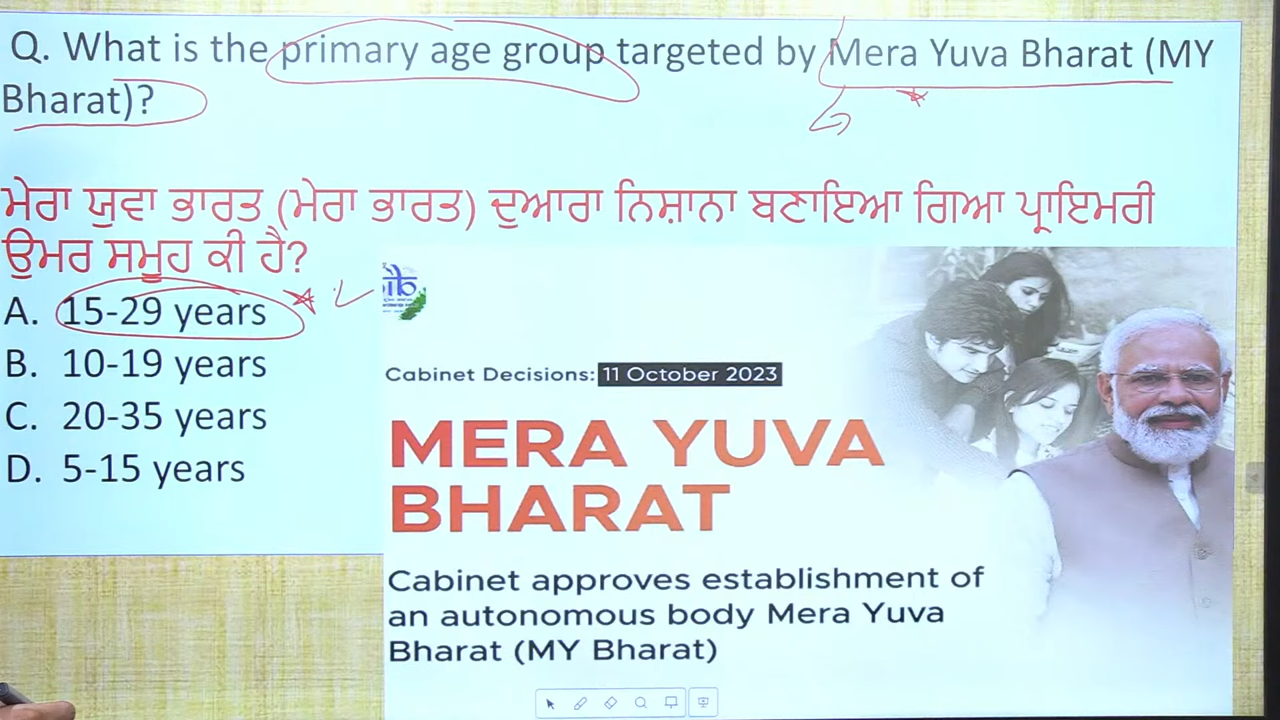 Q. What is the primary age group targeted by Mera Yuva Bharat (MY
Bharat)?
ਮੇਰਾ ਯੁਵਾ ਭਾਰਤ (ਮੇਰਾ ਭਾਰਤ) ਦੁਆਰਾ ਨਿਸ਼ਾਨਾ ਬਣਾਇਆ ਗਿਆ ਪ੍ਰਾਇਮਰੀ
ਉਮਰ ਸਮੂਹ ਕੀ ਹੈ?
A. 15-29 years
B. 10-19 years
C. 20-35 years
D. 5-15 years
Cabinet Decisions: 11 October 2023
MERA YUVA
BHARAT
Cabinet approves establishment of
an autonomous body Mera Yuva
Bharat (MY Bharat)